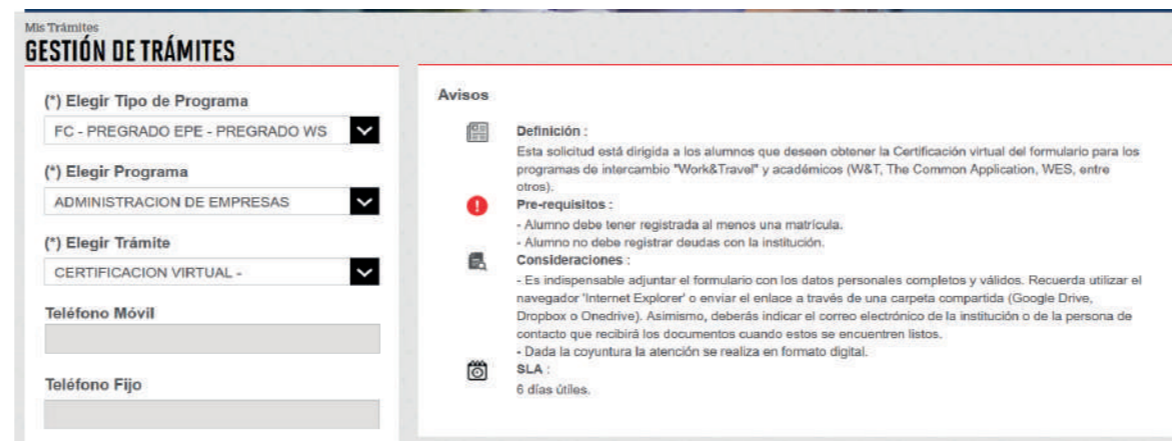 Mis Trámites
GESTIÓN DE TRÁMITES
(*) Elegir Tipo de Programa
FC - PREGRADO EPE - PREGRADO WS
(*) Elegir Programa
ADMINISTRACION DE EMPRESAS
(*) Elegir Trámite
CERTIFICACION VIRTUAL -
Teléfono Móvil
Teléfono Fijo
Avisos
Definición :
Esta solicitud está dirigida a los alumnos que deseen obtener la Certificación virtual del formulario para los
programas de intercambio "Work&Travel" y académicos (W&T, The Common Application, WES, entre
otros).
Pre-requisitos :
- Alumno debe tener registrada al menos una matrícula.
- Alumno no debe registrar deudas con la institución.
Consideraciones :
- Es indispensable adjuntar el formulario con los datos personales completos y válidos. Recuerda utilizar el
navegador 'Internet Explorer' o enviar el enlace a través de una carpeta compartida (Google Drive,
Dropbox o Onedrive). Asimismo, deberás indicar el correo electrónico de la institución o de la persona de
contacto que recibirá los documentos cuando estos se encuentren listos.
- Dada la coyuntura la atención se realiza en formato digital.
SLA :
6 días útiles.